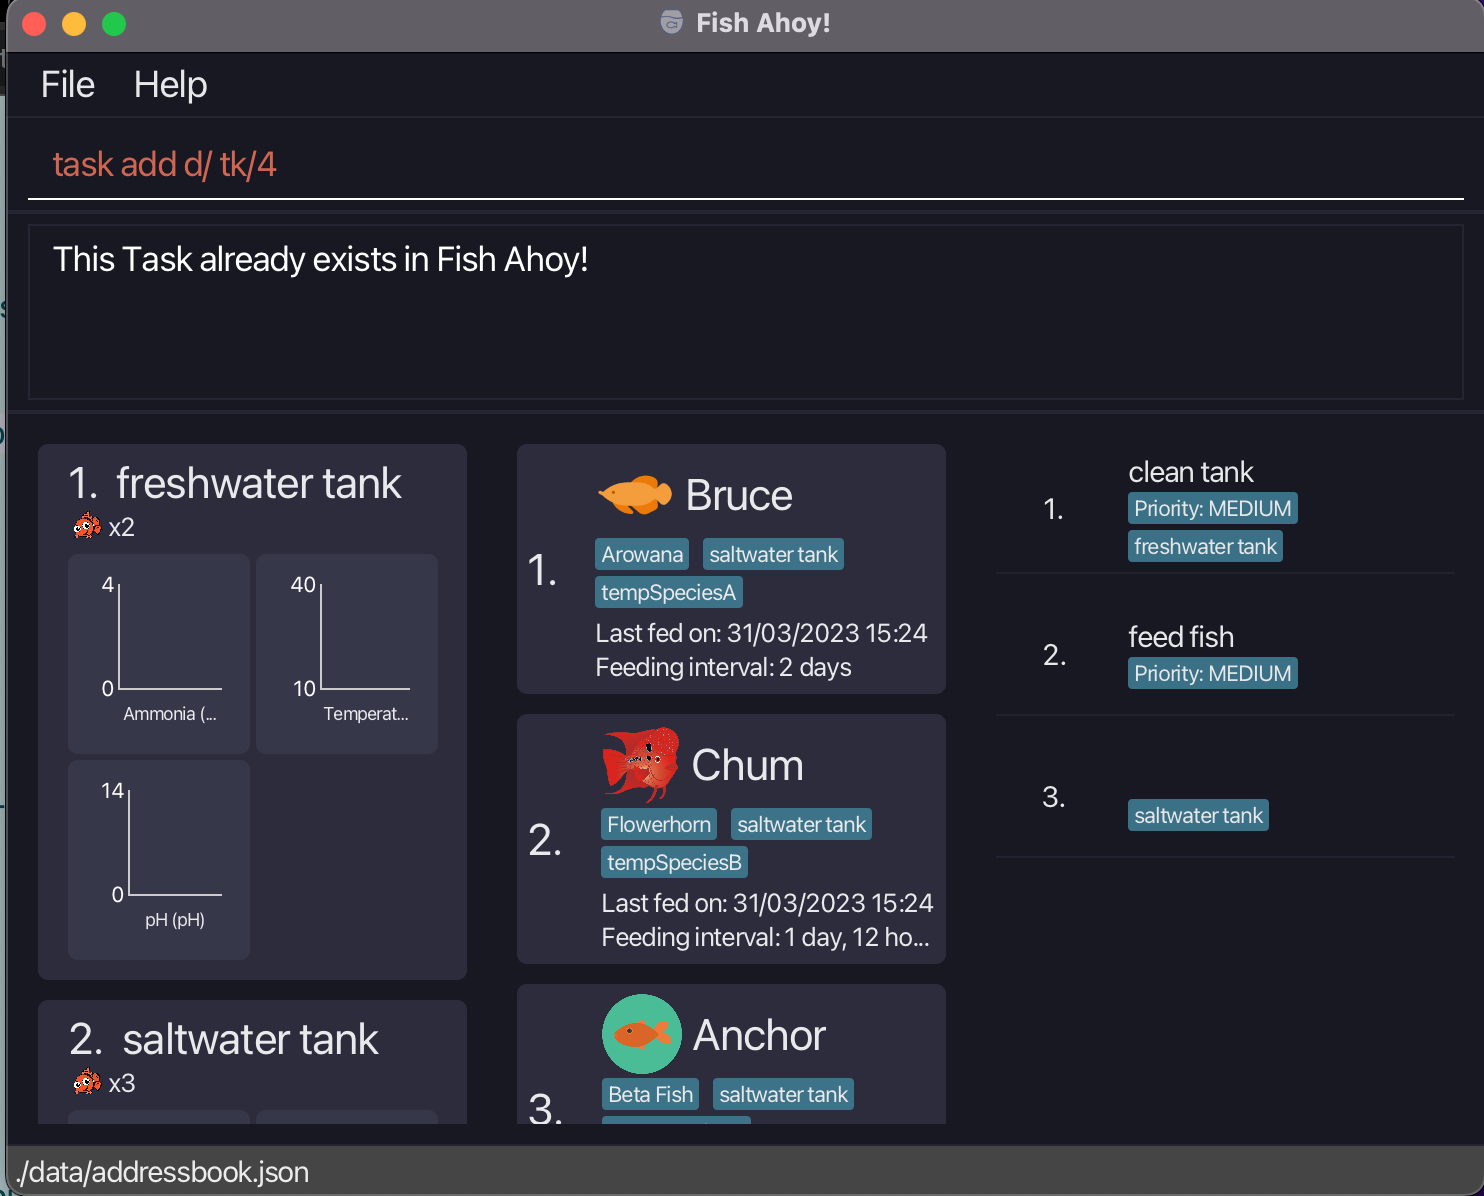 Fish Ahoy!
File Help
task add d/ tk/4
This Task already exists in Fish Ahoy!
1. freshwater tank
x2
4
0
Ammonia (...
40
10
Temperat...
14
0
pH (pH)
2. saltwater tank
x3
Bruce
1.
Arowana saltwater tank
tempSpeciesA
Last fed on: 31/03/2023 15:24
Feeding interval: 2 days
Chum
2.
Flowerhorn saltwater tank
tempSpeciesB
Last fed on: 31/03/2023 15:24
Feeding interval: 1 day, 12 ho...
Anchor
3.
Beta Fish saltwater tank
clean tank
1.
Priority: MEDIUM
freshwater tank
feed fish
2.
Priority: MEDIUM
3.
saltwater tank
./data/addressbook.json